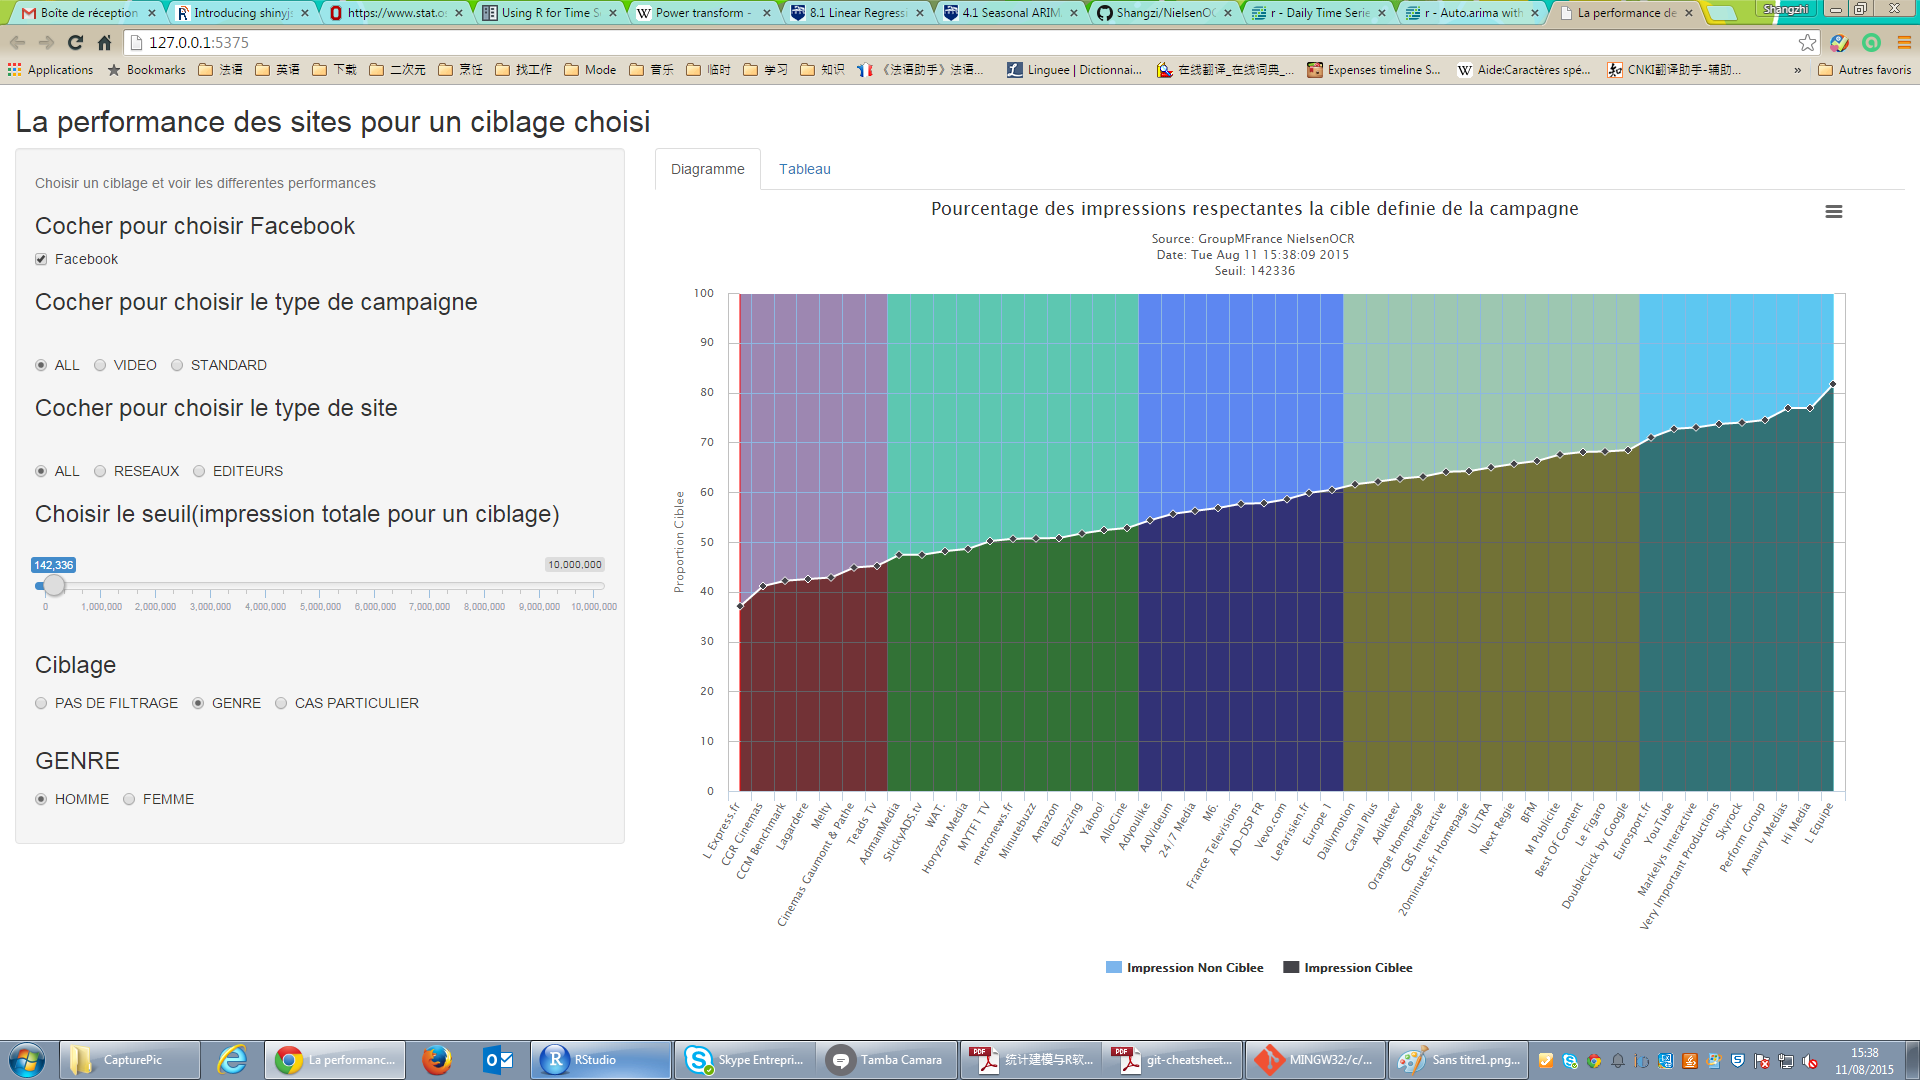 Boîte de réception
Introducing shinyjs
https://www.stat.os
Using R for Time S
Power transform -
8.1 Linear Regressi
4.1 Seasonal ARIM
Shangzi/NielsenOC
r - Daily Time Serie
r - Auto.arima with
La performance de
Shangzhi
127.0.0.1:5375
Applications
Bookmarks
法语
英语
下载
二次元
烹饪
找工作
Mode
音乐
临时
学习
知识
《法语助手》法语...
Linguee | Dictionnai...
在线翻译_在线词典_...
Expenses timeline S...
Aide:Caractères spé...
CNKI翻译助手-辅助...
»
Autres favoris
La performance des sites pour un ciblage choisi
Choisir un ciblage et voir les differentes performances
Cocher pour choisir Facebook
Facebook
Cocher pour choisir le type de campaigne
ALL VIDEO STANDARD
Cocher pour choisir le type de site
ALL RESEAUX EDITEURS
Choisir le seuil(impression totale pour un ciblage)
142,336
10,000,000
0 1,000,000 2,000,000 3,000,000 4,000,000 5,000,000 6,000,000 7,000,000 8,000,000 9,000,000 10,000,000
Ciblage
PAS DE FILTRAGE GENRE CAS PARTICULIER
GENRE
HOMME FEMME
Diagramme
Tableau
Pourcentage des impressions respectantes la cible definie de la campagne
Source: GroupMFrance NielsenOCR
Date: Tue Aug 11 15:38:09 2015
Seuil: 142336
Proportion Ciblee
100
90
80
70
60
50
40
30
20
10
0
L Express.fr
CGR Cinemas
CCM Benchmark
Lagardere
Melty
Cinemas Gaumont & Pathe
Teads Tv
AdmanMedia
StickyADS.tv
WAT.
Horyzon Media
MYTF1 TV
metronews.fr
Minutebuzz
Amazon
Ebuzzing
Yahoo!
AlloCine
Adyoulike
AdVideum
24/7 Media
M6.
France Televisions
AD-DSP FR
Vevo.com
LeParisien.fr
Europe 1
Dailymotion
Canal Plus
Adikteev
Orange Homepage
CBS Interactive
20minutes.fr Homepage
ULTRA
Next Regie
BFM
M Publicite
Best Of Content
Le Figaro
DoubleClick by Google
Eurosport.fr
YouTube
Markelys Interactive
Very Important Productions
Skyrock
Perform Group
Amaury Medias
Hi Media
L Equipe
Impression Non Ciblee
Impression Ciblee
CapturePic
La performanc...
RStudio
Skype Entrepri...
Tamba Camara
统计建模与R软...
git-cheatsheet...
MINGW32:/c/...
Sans titre1.png...
15:38
11/08/2015